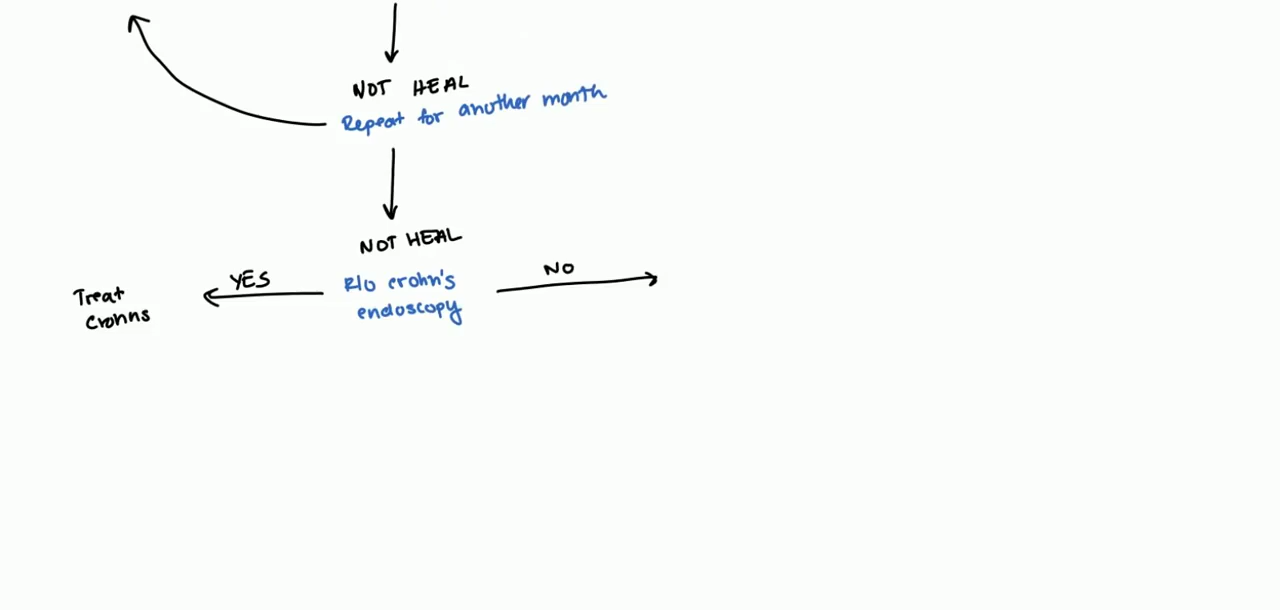 NOT HEAL
Repeat for another month
NOT HEAL
YES
R/o crohn's
endoscopy
NO
Treat
Crohns